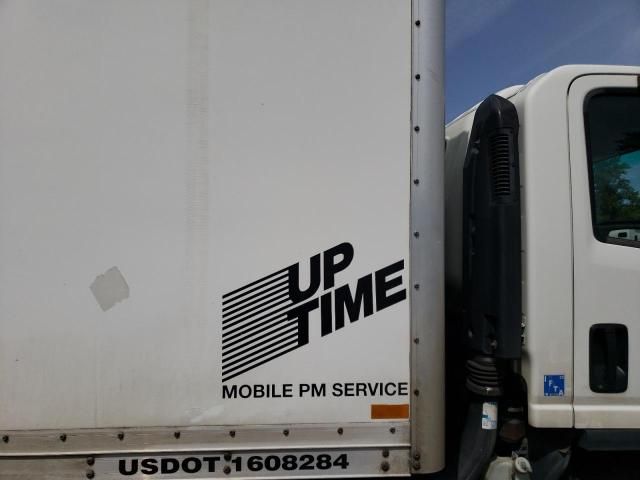 UP
TIME
MOBILE PM SERVICE
USDOT 1608284